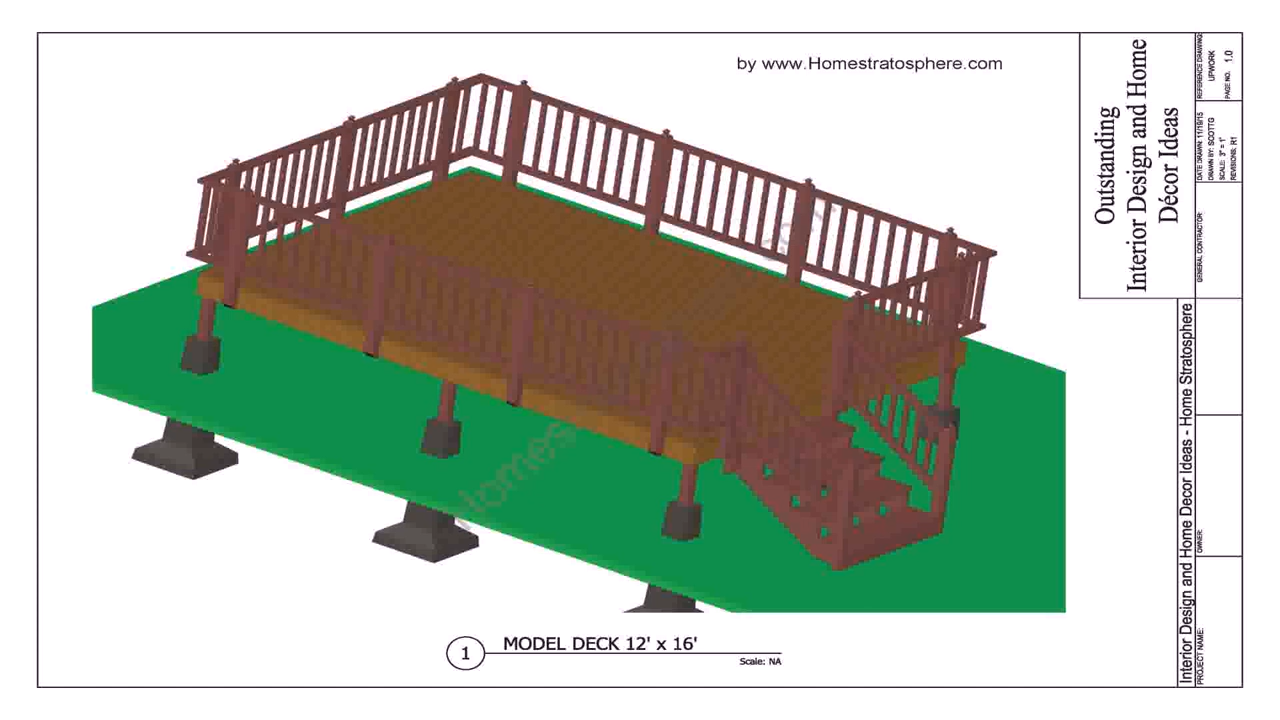 by www.Homestratosphere.com
Outstanding
Interior Design and Home
Décor Ideas
REFERENCE DRAWING:
UPWORK
PAGE NO. 1.0
DATE DRAWN: 11/19/15
DRAWN BY: SCOTTG
SCALE: 3" = 1'
REVISIONS: R1
GENERAL CONTRACTOR:
OWNER:
Interior Design and Home Decor Ideas - Home Stratosphere
PROJECT NAME:
1
MODEL DECK 12' x 16'
Scale: NA